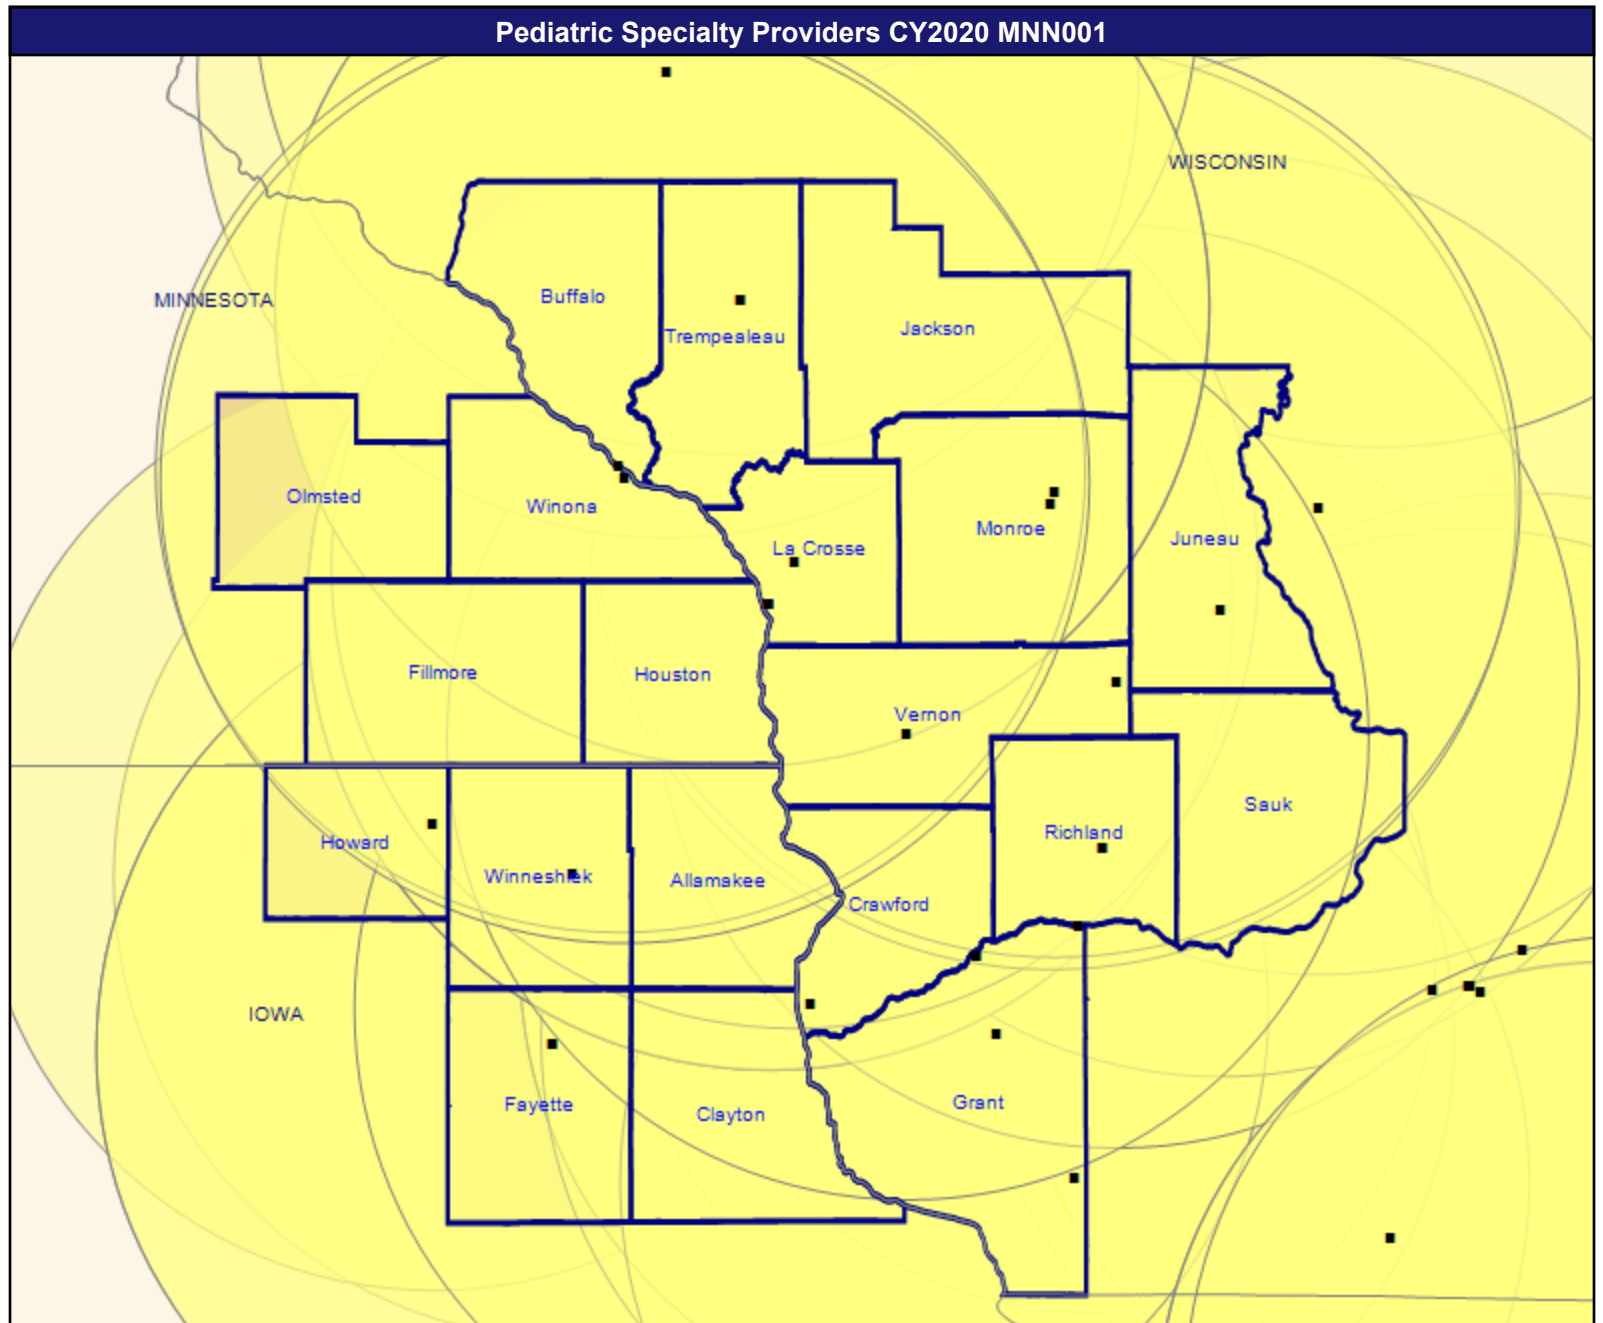 Pediatric Specialty Providers CY2020 MNN001
WISCONSIN
MINNESOTA
Buffalo
Trempealeau
Jackson
Olmsted
Winona
La Crosse
Monroe
Juneau
Fillmore
Houston
Vernon
Sauk
Richland
Howard
Winneshiek
Allamakee
Crawford
IOWA
Fayette
Clayton
Grant